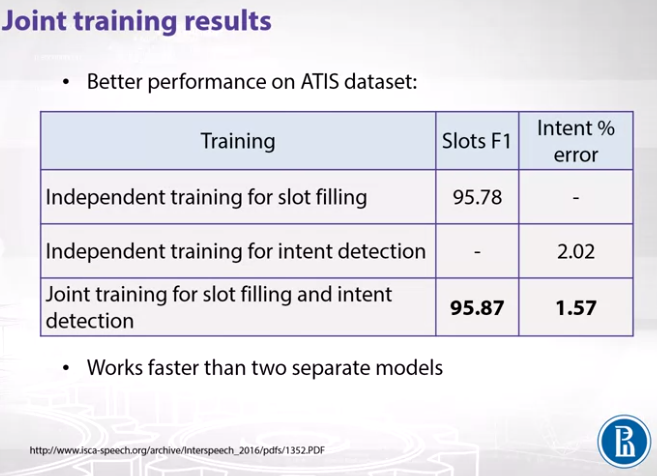 Joint training results
• Better performance on ATIS dataset:
Training Slots F1 Intent %
error
Independent training for slot filling 95.78 -
Independent training for intent detection - 2.02
Joint training for slot filling and intent
detection 95.87 1.57
• Works faster than two separate models
http://www.isca-speech.org/archive/Interspeech_2016/pdfs/1352.PDF